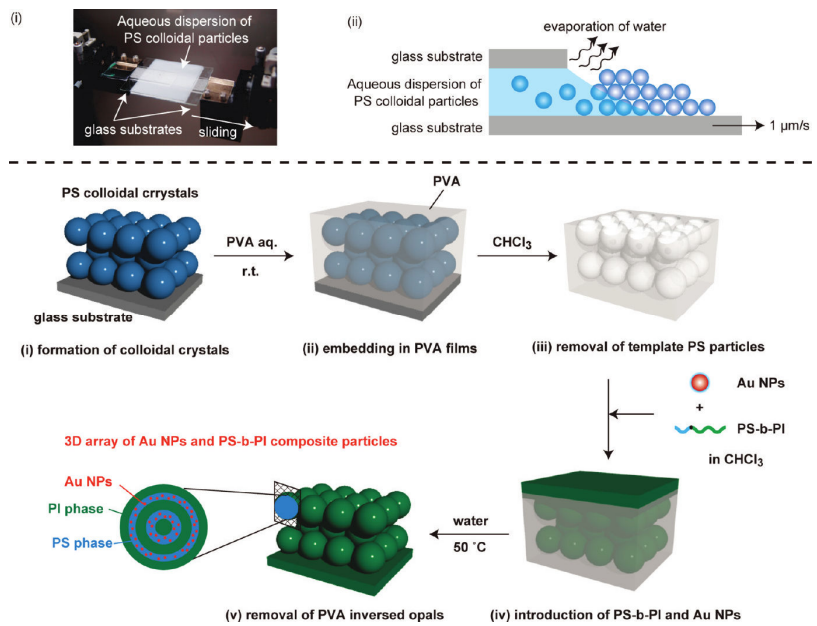 (i)
Aqueous dispersion of
PS colloidal particles
glass substrates
sliding
(ii)
evaporation of water
glass substrate
Aqueous dispersion of
PS colloidal particles
glass substrate
1 μm/s
PS colloidal crrystals
glass substrate
(i) formation of colloidal crystals
PVA aq.
r.t.
PVA
(ii) embedding in PVA films
CHCl3
(iii) removal of template PS particles
Au NPs
+
PS-b-PI
in CHCl3
(iv) introduction of PS-b-PI and Au NPs
water
50 ˚C
3D array of Au NPs and PS-b-PI composite particles
Au NPs
PI phase
PS phase
(v) removal of PVA inversed opals